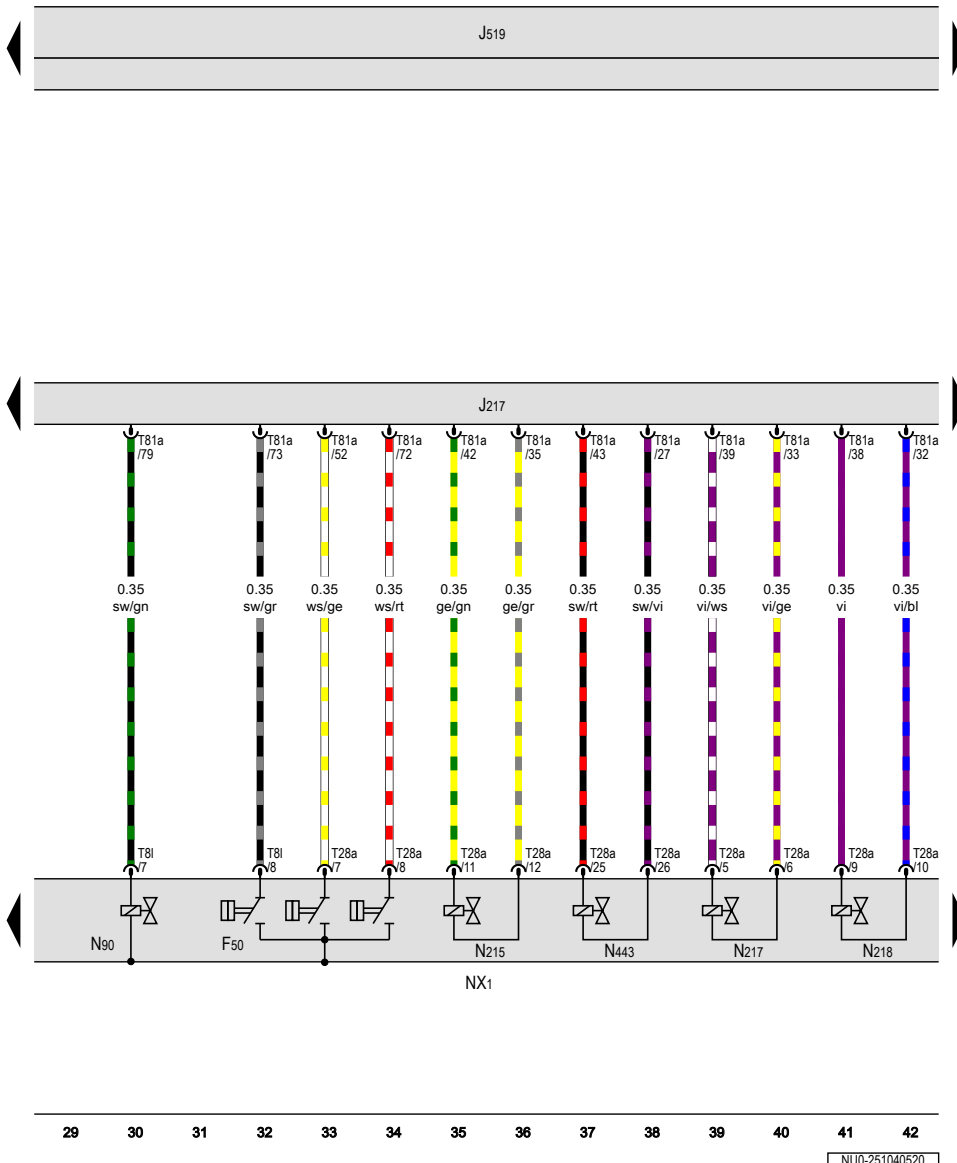 J519
J217
T81a T81a T81a T81a T81a T81a T81a T81a T81a T81a T81a T81a
/79 /73 /52 /72 /42 /35 /43 /27 /39 /33 /38 /32
0.35 0.35 0.35 0.35 0.35 0.35 0.35 0.35 0.35 0.35 0.35 0.35
sw/gn sw/gr ws/ge ws/rt ge/gn ge/gr sw/rt sw/vi vi/ws vi/ge vi vi/bl
T8l T8l T28a T28a T28a T28a T28a T28a T28a T28a T28a T28a
/7 /8 /7 /8 /11 /12 /25 /26 /5 /6 /9 /10
N90 F50 N215 N443 N217 N218
NX1
29 30 31 32 33 34 35 36 37 38 39 40 41 42
NU0-251040520